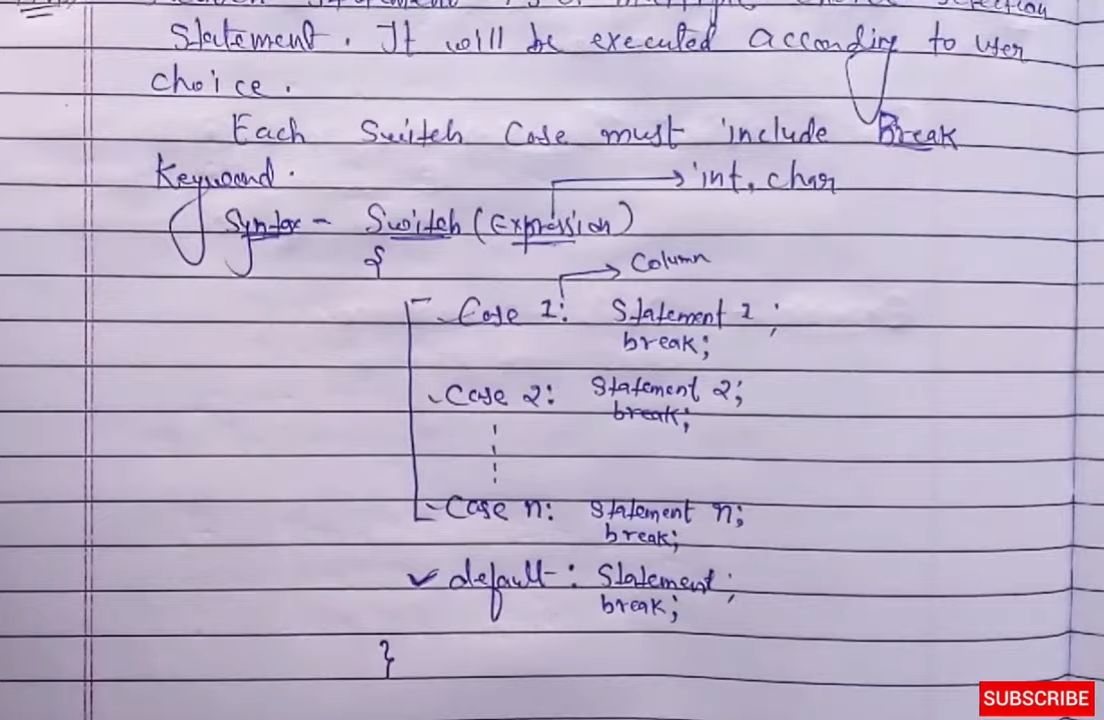 Statement. It will be executed according to user
choice.
Each Switch Case must include Break
Keyword.
int, char
Syntax - Switch (Expression)
{
Column
Case 1: Statement 1;
break;
Case 2: Statement 2;
break;
Case n: Statement n;
break;
default: Statement;
break;
}
SUBSCRIBE